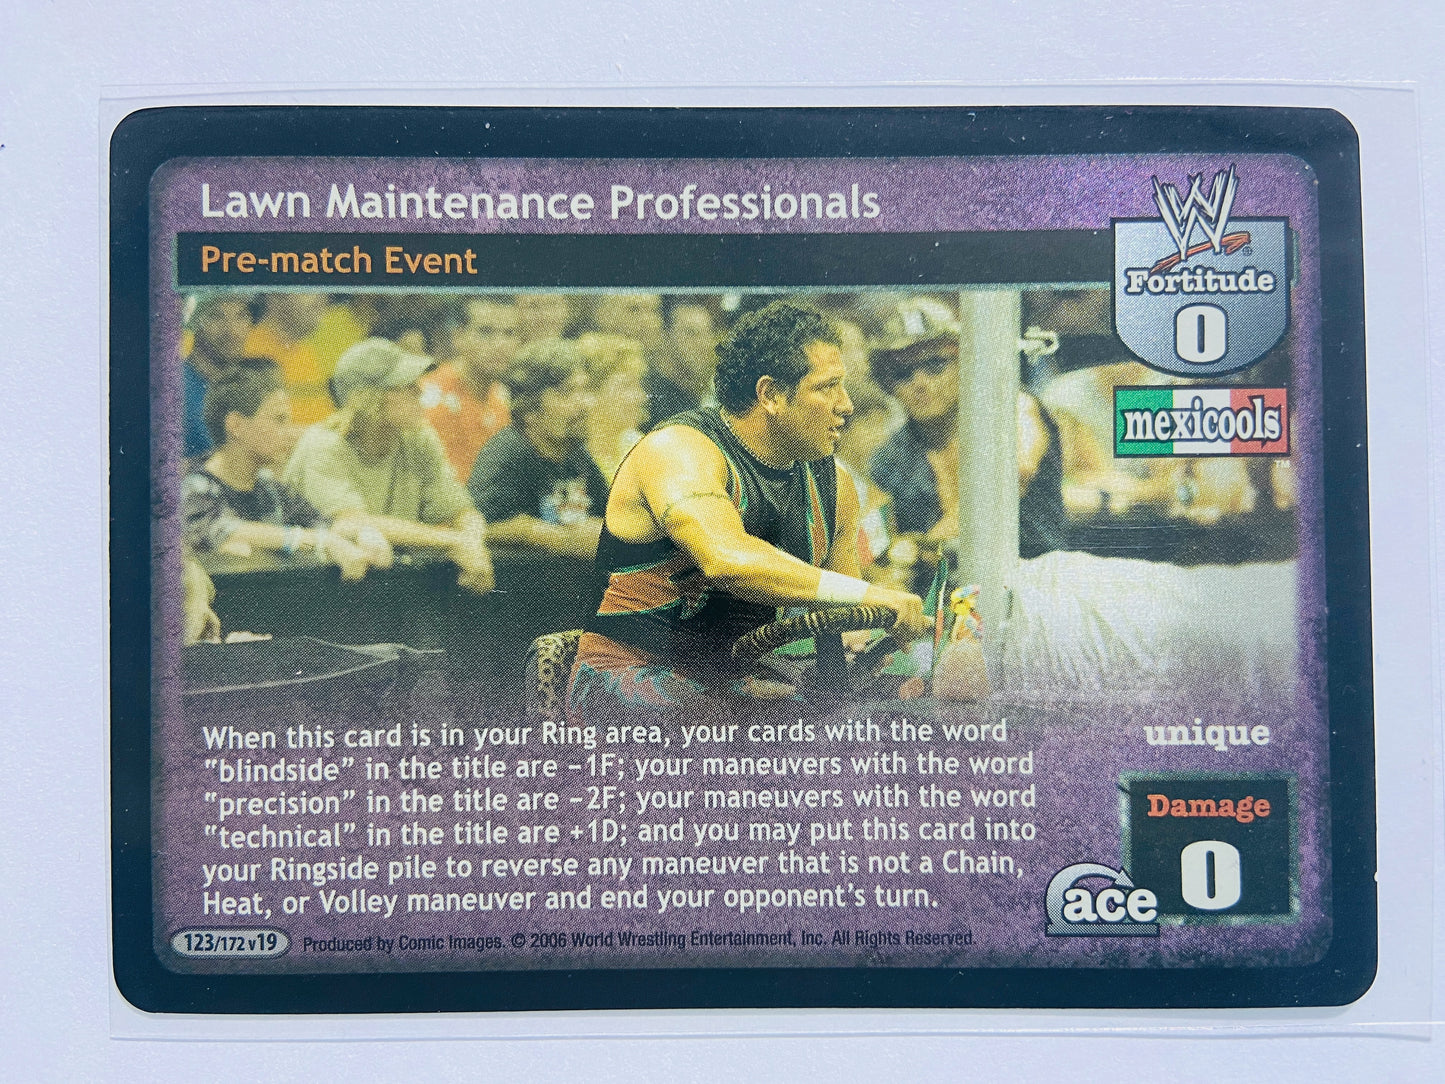 Lawn Maintenance Professionals
Pre-match Event
W
Fortitude
0
mexicools
TM
When this card is in your Ring area, your cards with the word
"blindside" in the title are –1F; your maneuvers with the word
"precision" in the title are –2F; your maneuvers with the word
"technical" in the title are +1D; and you may put this card into
your Ringside pile to reverse any maneuver that is not a Chain,
Heat, or Volley maneuver and end your opponent's turn.
unique
Damage
0
ace
123/172 v19
Produced by Comic Images. © 2006 World Wrestling Entertainment, Inc. All Rights Reserved.